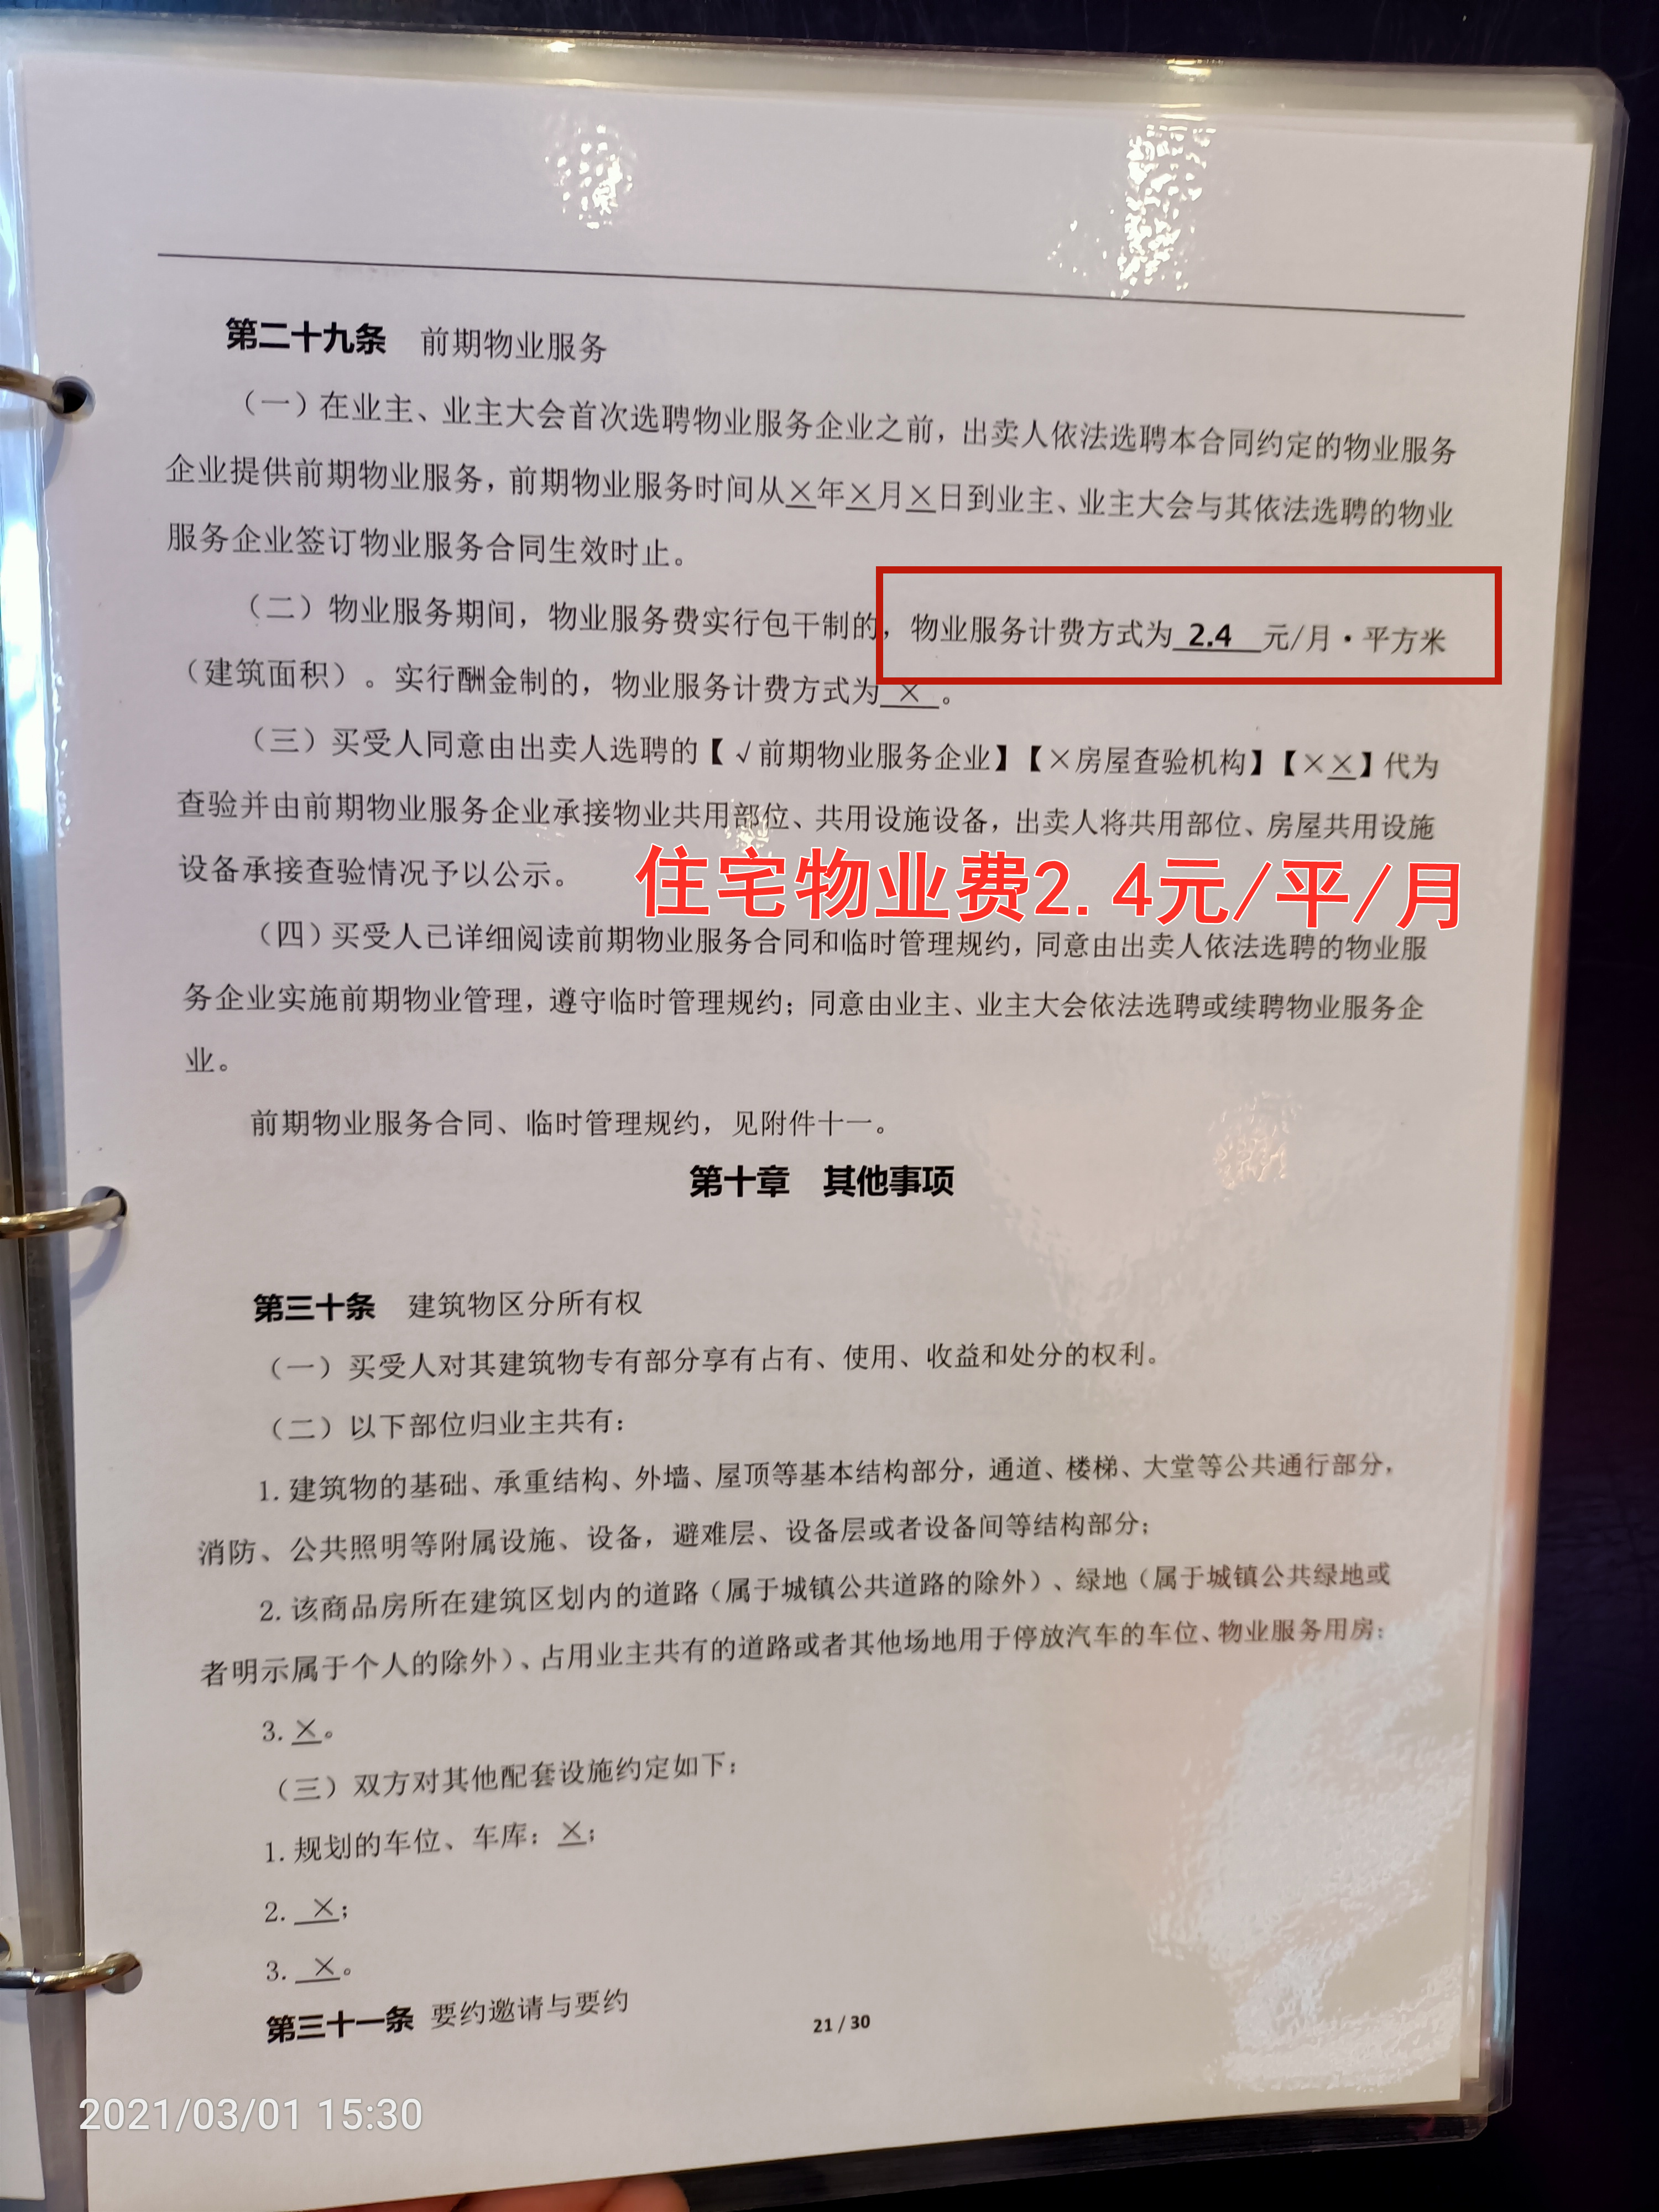 第二十九条 前期物业服务
（一）在业主、业主大会首次选聘物业服务企业之前，出卖人依法选聘本合同约定的物业服务
企业提供前期物业服务，前期物业服务时间从×年×月×日到业主、业主大会与其依法选聘的物业
服务企业签订物业服务合同生效时止。
（二）物业服务期间，物业服务费实行包干制的，物业服务计费方式为 2.4 元/月·平方米
（建筑面积）。实行酬金制的，物业服务计费方式为 × 。
（三）买受人同意由出卖人选聘的【√前期物业服务企业】【×房屋查验机构】【××】代为
查验并由前期物业服务企业承接物业共用部位、共用设施设备，出卖人将共用部位、房屋共用设施
设备承接查验情况予以公示。
住宅物业费2.4元/平/月
（四）买受人已详细阅读前期物业服务合同和临时管理规约，同意由出卖人依法选聘的物业服
务企业实施前期物业管理，遵守临时管理规约；同意由业主、业主大会依法选聘或续聘物业服务企
业。
前期物业服务合同、临时管理规约，见附件十一。
第十章 其他事项
第三十条 建筑物区分所有权
（一）买受人对其建筑物专有部分享有占有、使用、收益和处分的权利。
（二）以下部位归业主共有：
1.建筑物的基础、承重结构、外墙、屋顶等基本结构部分，通道、楼梯、大堂等公共通行部分，
消防、公共照明等附属设施、设备，避难层、设备层或者设备间等结构部分；
2.该商品房所在建筑区划内的道路（属于城镇公共道路的除外）、绿地（属于城镇公共绿地或
者明示属于个人的除外）、占用业主共有的道路或者其他场地用于停放汽车的车位、物业服务用房；
3.×。
（三）双方对其他配套设施约定如下：
1.规划的车位、车库：×；
2. ×；
3. ×。
第三十一条 要约邀请与要约
21 / 30
2021/03/01 15:30